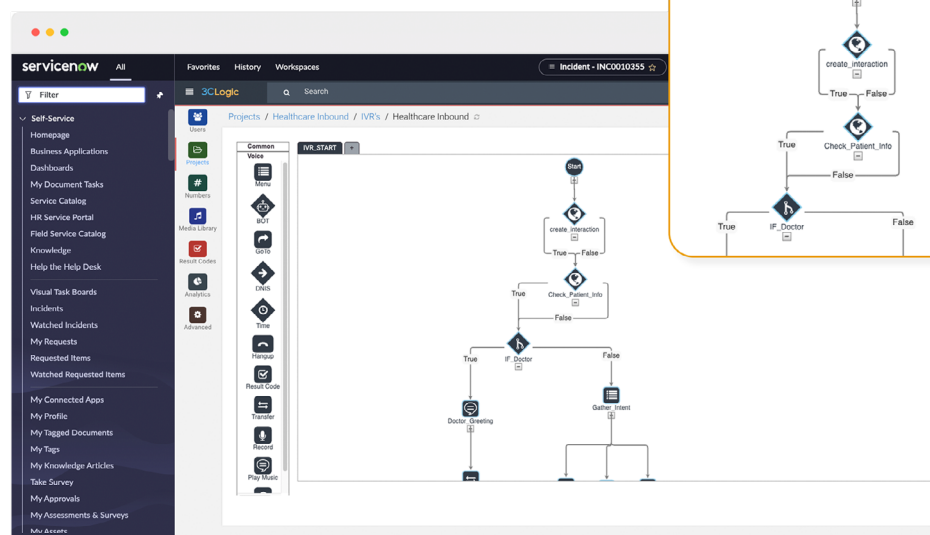 servicenow
All
Favorites
History
Workspaces
Incident - INC0010355
Filter
3CLogic
Search
Self-Service
Homepage
Business Applications
Dashboards
My Document Tasks
Service Catalog
HR Service Portal
Field Service Catalog
Knowledge
Help the Help Desk
Visual Task Boards
Incidents
Watched Incidents
My Requests
Requested Items
Watched Requested Items
My Connected Apps
My Profile
My Tagged Documents
My Tags
My Knowledge Articles
Take Survey
My Approvals
My Assessments & Surveys
My Assets
Users
Projects
Numbers
Media Library
Result Codes
Analytics
Advanced
Projects / Healthcare Inbound / IVR's / Healthcare Inbound
Common
Voice
Menu
BOT
GoTo
DNIS
Time
Hangup
Result Code
Transfer
Record
Play Music
IVR_START
+
Start
create_interaction
True
False
True
Check_Patient_Info
False
True
IF_Doctor
False
Doctor_Greeting
Gather_Intent
create_interaction
True
False
True
Check_Patient_Info
False
True
IF_Doctor
False